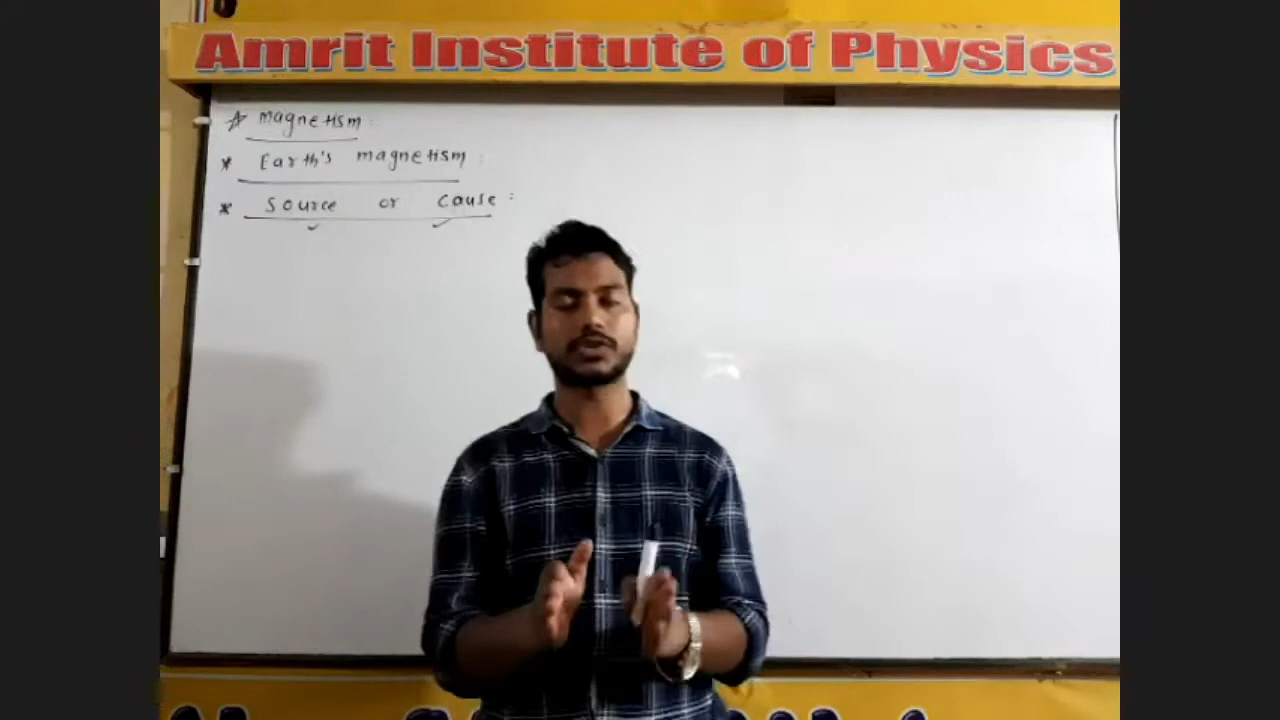 Amrit Institute of Physics
☆ magnetism :
* Earth's magnetism :
* source or cause :